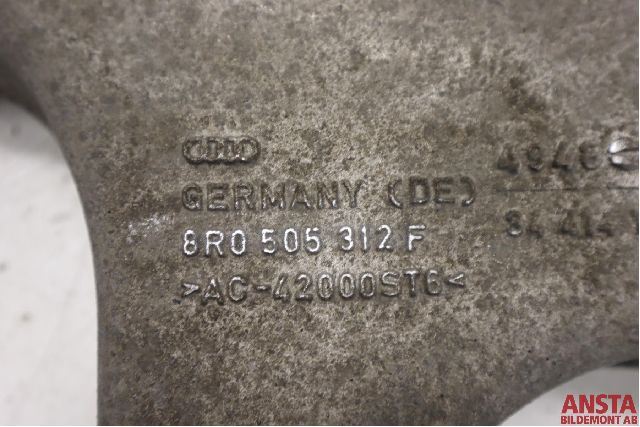 GERMANY (DE)
8R0 505 312 F
>AC-42000ST6<
ANSTA
BILDEMONT AB